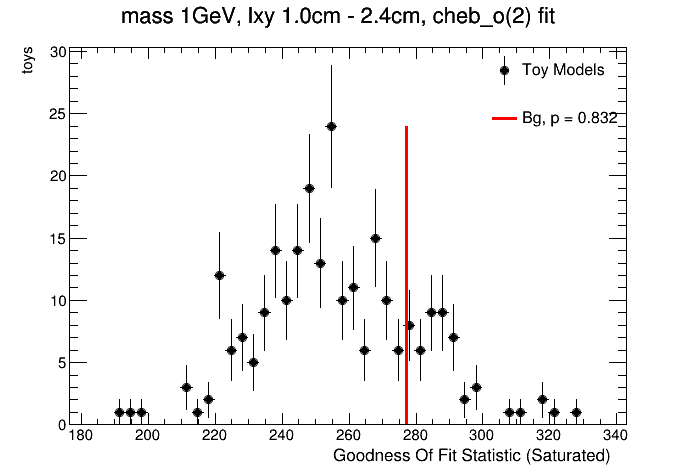 mass 1GeV, lxy 1.0cm - 2.4cm, cheb_o(2) fit
toys
30
25
20
15
10
5
0
Toy Models
Bg, p = 0.832
180 200 220 240 260 280 300 320 340
Goodness Of Fit Statistic (Saturated)